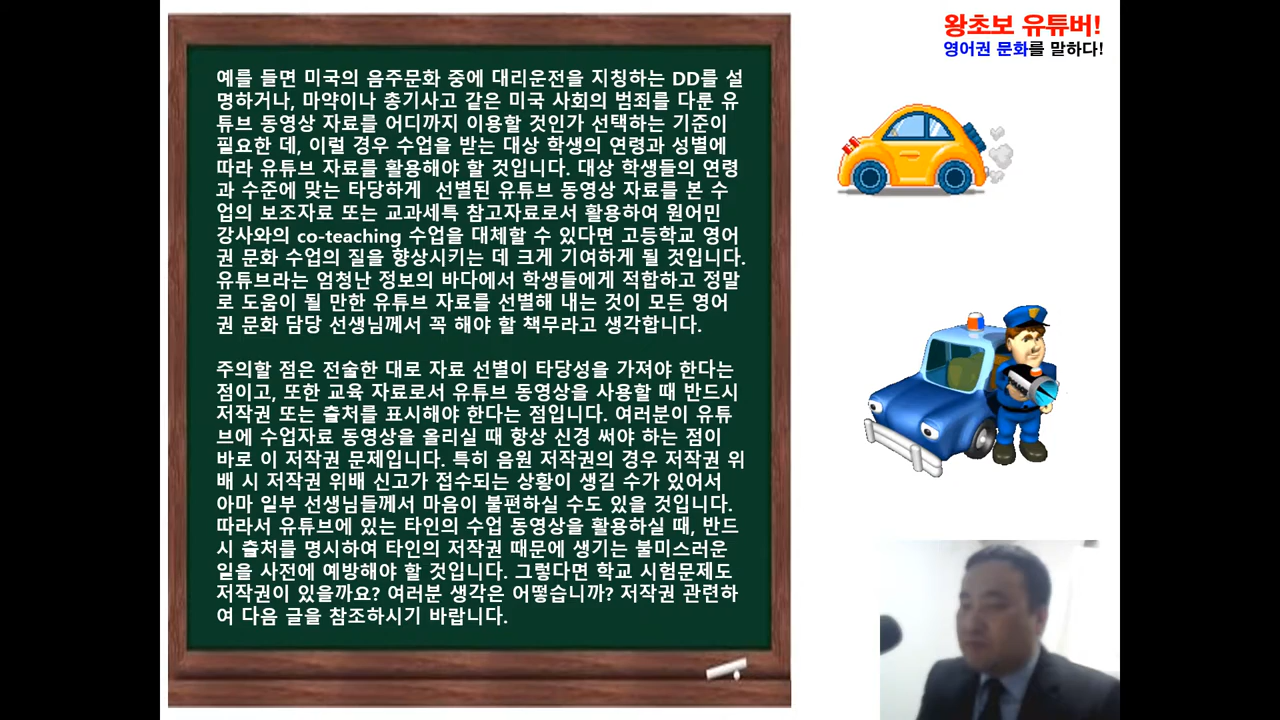 왕초보 유튜버!
영어권 문화를 말하다!
예를 들면 미국의 음주문화 중에 대리운전을 지칭하는 DD를 설
명하거나, 마약이나 총기사고 같은 미국 사회의 범죄를 다룬 유
튜브 동영상 자료를 어디까지 이용할 것인가 선택하는 기준이
필요한 데, 이럴 경우 수업을 받는 대상 학생의 연령과 성별에
따라 유튜브 자료를 활용해야 할 것입니다. 대상 학생들의 연령
과 수준에 맞는 타당하게 선별된 유튜브 동영상 자료를 본 수
업의 보조자료 또는 교과세특 참고자료로서 활용하여 원어민
강사와의 co-teaching 수업을 대체할 수 있다면 고등학교 영어
권 문화 수업의 질을 향상시키는 데 크게 기여하게 될 것입니다.
유튜브라는 엄청난 정보의 바다에서 학생들에게 적합하고 정말
로 도움이 될 만한 유튜브 자료를 선별해 내는 것이 모든 영어
권 문화 담당 선생님께서 꼭 해야 할 책무라고 생각합니다.
주의할 점은 전술한 대로 자료 선별이 타당성을 가져야 한다는
점이고, 또한 교육 자료로서 유튜브 동영상을 사용할 때 반드시
저작권 또는 출처를 표시해야 한다는 점입니다. 여러분이 유튜
브에 수업자료 동영상을 올리실 때 항상 신경 써야 하는 점이
바로 이 저작권 문제입니다. 특히 음원 저작권의 경우 저작권 위
배 시 저작권 위배 신고가 접수되는 상황이 생길 수가 있어서
아마 일부 선생님들께서 마음이 불편하실 수도 있을 것입니다.
따라서 유튜브에 있는 타인의 수업 동영상을 활용하실 때, 반드
시 출처를 명시하여 타인의 저작권 때문에 생기는 불미스러운
일을 사전에 예방해야 할 것입니다. 그렇다면 학교 시험문제도
저작권이 있을까요? 여러분 생각은 어떻습니까? 저작권 관련하
여 다음 글을 참조하시기 바랍니다.